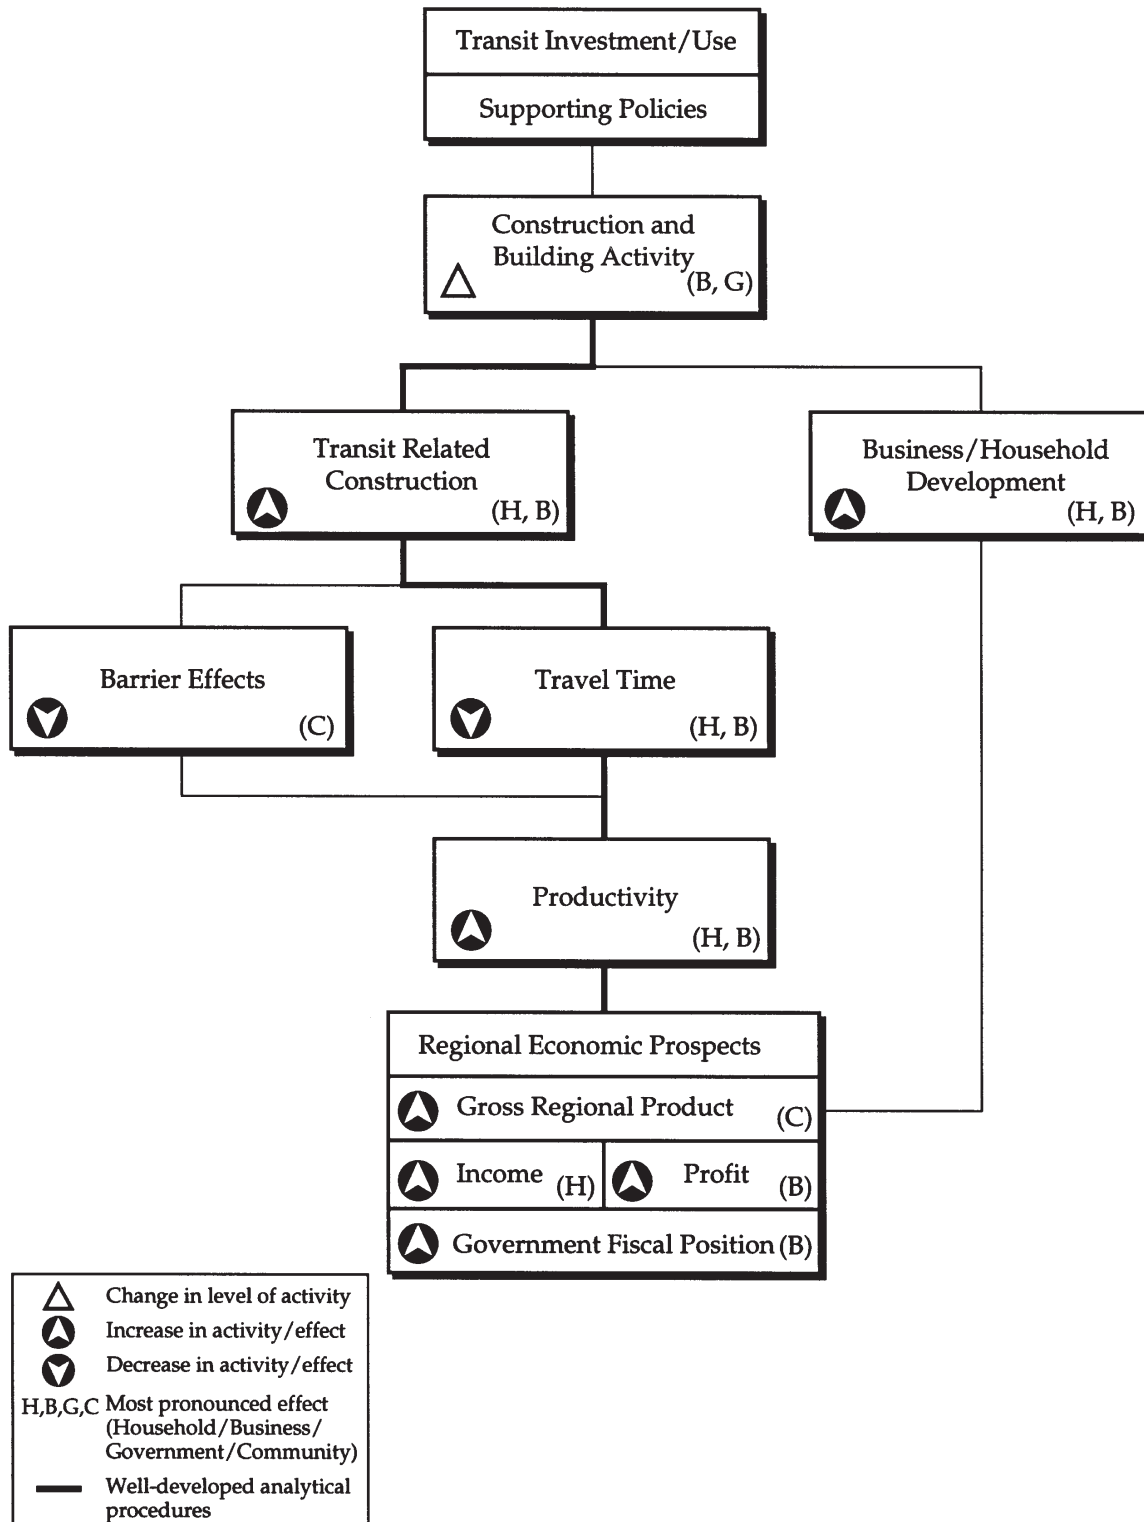 Transit Investment/Use
Supporting Policies
Construction and
Building Activity
(B, G)
Transit Related
Construction
(H, B)
Business/Household
Development
(H, B)
Barrier Effects
(C)
Travel Time
(H, B)
Productivity
(H, B)
Regional Economic Prospects
Gross Regional Product (C)
Income (H)
Profit (B)
Government Fiscal Position (B)
Change in level of activity
Increase in activity/effect
Decrease in activity/effect
H,B,G,C Most pronounced effect
(Household/Business/
Government/Community)
Well-developed analytical
procedures